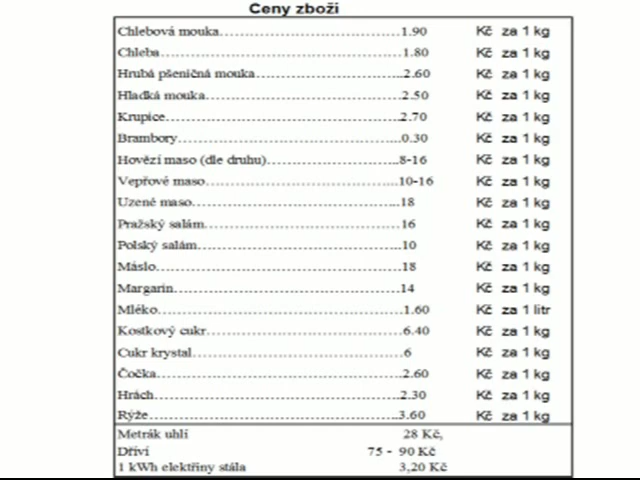 Ceny zboží
Chlebová mouka……………………………1.90 Kč za 1 kg
Chleba……………………………………….1.80 Kč za 1 kg
Hrubá pšeničná mouka……………………..2.60 Kč za 1 kg
Hladká mouka………………………………2.50 Kč za 1 kg
Krupice……………………………………..2.70 Kč za 1 kg
Brambory…………………………………...0.30 Kč za 1 kg
Hovězí maso (dle druhu)…………………...8-16 Kč za 1 kg
Vepřové maso……………………………...10-16 Kč za 1 kg
Uzené maso………………………………...18 Kč za 1 kg
Pražský salám………………………………16 Kč za 1 kg
Polský salám………………………………..10 Kč za 1 kg
Máslo……………………………………….18 Kč za 1 kg
Margarin……………………………………14 Kč za 1 kg
Mléko……………………………………….1.60 Kč za 1 litr
Kostkový cukr………………………………6.40 Kč za 1 kg
Cukr krystal…………………………………6 Kč za 1 kg
Čočka……………………………………….2.60 Kč za 1 kg
Hrách………………………………………..2.30 Kč za 1 kg
Rýže…………………………………………3.60 Kč za 1 kg
Metrák uhlí 28 Kč,
Dříví 75 - 90 Kč
1 kWh elektřiny stála 3,20 Kč